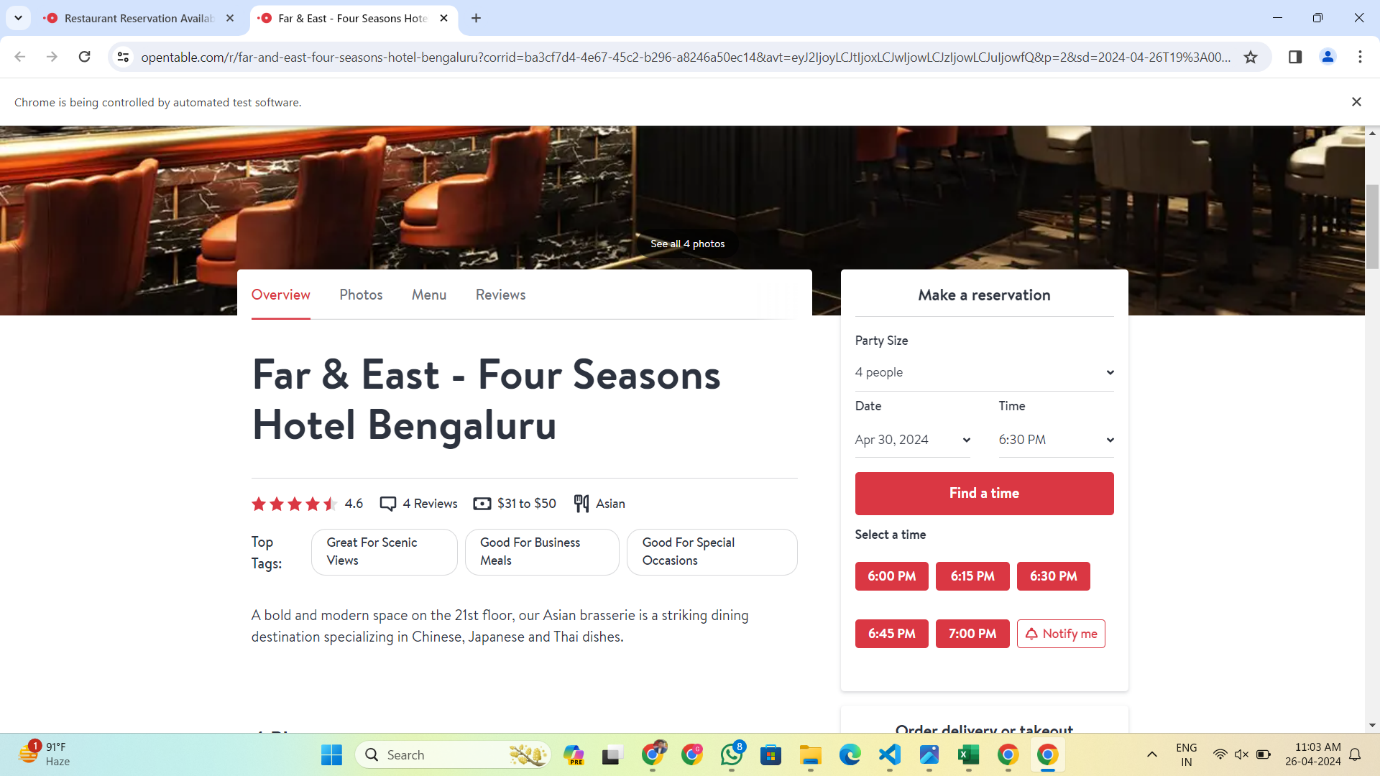 Restaurant Reservation Availab
Far & East - Four Seasons Hote
opentable.com/r/far-and-east-four-seasons-hotel-bengaluru?corrid=ba3cf7d4-4e67-45c2-b296-a8246a50ec14&avt=eyJ2IjoyLCJtIjoxLCJwIjowLCJzIjowLCJuIjowfQ&p=2&sd=2024-04-26T19%3A00...
Chrome is being controlled by automated test software.
See all 4 photos
Overview Photos Menu Reviews
Far & East - Four Seasons
Hotel Bengaluru
4.6 4 Reviews $31 to $50 Asian
Top
Tags:
Great For Scenic
Views
Good For Business
Meals
Good For Special
Occasions
A bold and modern space on the 21st floor, our Asian brasserie is a striking dining
destination specializing in Chinese, Japanese and Thai dishes.
Make a reservation
Party Size
4 people
Date Time
Apr 30, 2024 6:30 PM
Find a time
Select a time
6:00 PM 6:15 PM 6:30 PM
6:45 PM 7:00 PM Notify me
Order delivery or takeout
1
91°F
Haze
Search
PRE
8
ENG
IN
11:03 AM
26-04-2024